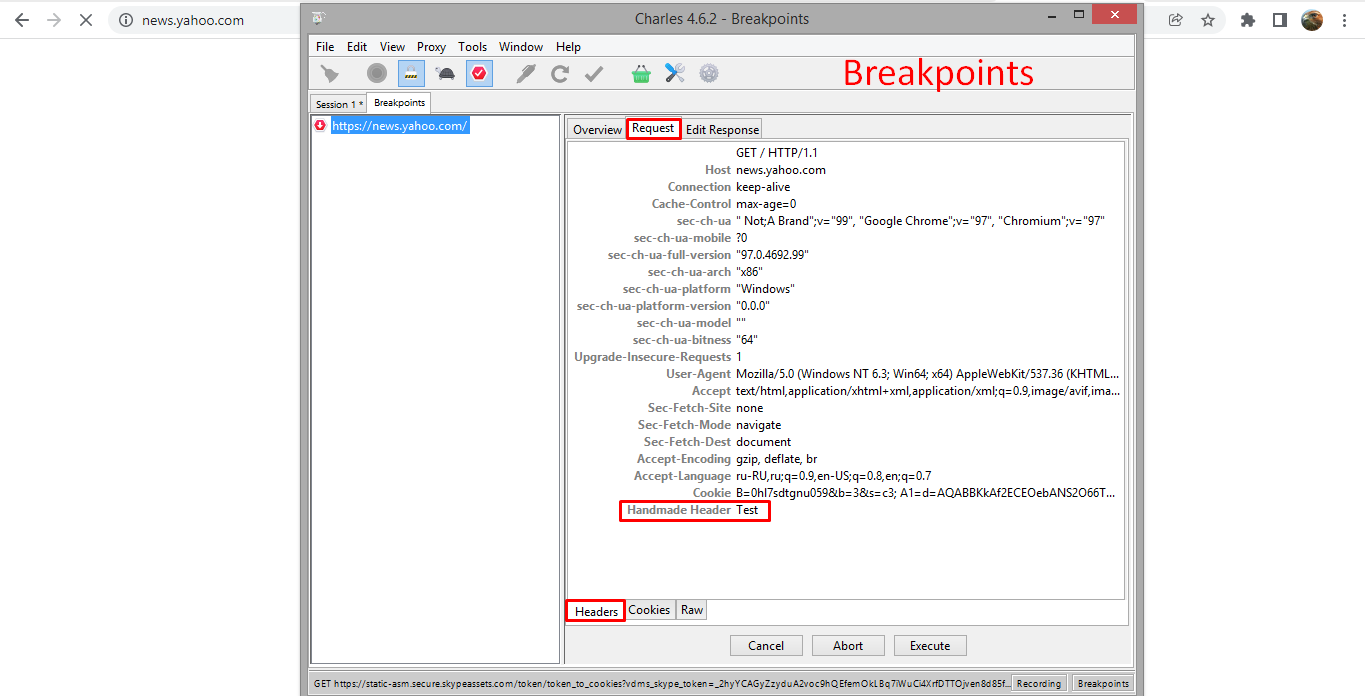 news.yahoo.com
Charles 4.6.2 - Breakpoints
File Edit View Proxy Tools Window Help
Breakpoints
Session 1 * Breakpoints
https://news.yahoo.com/
Overview Request Edit Response
GET / HTTP/1.1
Host news.yahoo.com
Connection keep-alive
Cache-Control max-age=0
sec-ch-ua " Not;A Brand";v="99", "Google Chrome";v="97", "Chromium";v="97"
sec-ch-ua-mobile ?0
sec-ch-ua-full-version "97.0.4692.99"
sec-ch-ua-arch "x86"
sec-ch-ua-platform "Windows"
sec-ch-ua-platform-version "0.0.0"
sec-ch-ua-model ""
sec-ch-ua-bitness "64"
Upgrade-Insecure-Requests 1
User-Agent Mozilla/5.0 (Windows NT 6.3; Win64; x64) AppleWebKit/537.36 (KHTML...
Accept text/html,application/xhtml+xml,application/xml;q=0.9,image/avif,ima...
Sec-Fetch-Site none
Sec-Fetch-Mode navigate
Sec-Fetch-Dest document
Accept-Encoding gzip, deflate, br
Accept-Language ru-RU,ru;q=0.9,en-US;q=0.8,en;q=0.7
Cookie B=0hl7sdtgnu059&b=3&s=c3; A1=d=AQABBKkAf2ECEOebANS2O66T...
Handmade Header Test
Headers Cookies Raw
Cancel Abort Execute
GET https://static-asm.secure.skypeassets.com/token/token_to_cookies?vdms_skype_token=_2hyYCAGyZzyduA2voc9hQEfemOkLBq7iWuCi4XrfDTTOjven8d85f... Recording Breakpoints